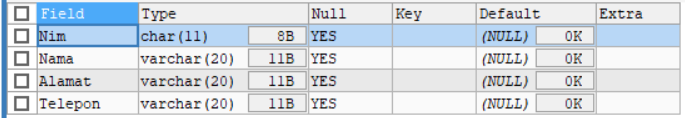 Field Type Null Key Default Extra
Nim char(11) 8B YES (NULL) 0K
Nama varchar(20) 11B YES (NULL) 0K
Alamat varchar(20) 11B YES (NULL) 0K
Telepon varchar(20) 11B YES (NULL) 0K